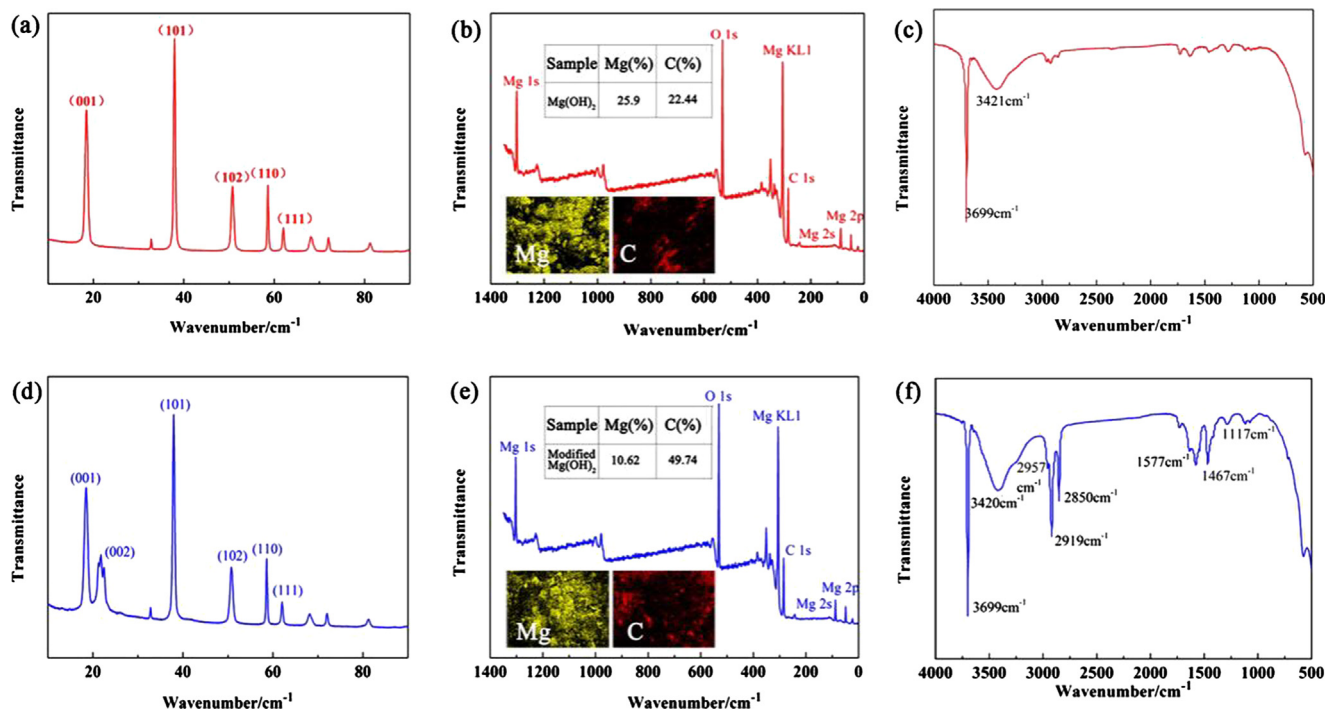 (a)
(001)
(101)
(102)
(110)
(111)
Transmittance
20 40 60 80
Wavenumber/cm-1
(b)
Mg 1s
O 1s
Mg KL1
C 1s
Mg 2p
Mg 2s
Sample Mg(%) C(%)
Mg(OH)2 25.9 22.44
Mg
C
Transmittance
1400 1200 1000 800 600 400 200 0
Wavenumber/cm-1
(c)
3421cm-1
3699cm-1
Transmittance
4000 3500 3000 2500 2000 1500 1000 500
Wavenumber/cm-1
(d)
(001)
(002)
(101)
(102)
(110)
(111)
Transmittance
20 40 60 80
Wavenumber/cm-1
(e)
Mg 1s
O 1s
Mg KL1
C 1s
Mg 2p
Mg 2s
Sample Mg(%) C(%)
Modified
Mg(OH)2 10.62 49.74
Mg
C
Transmittance
1400 1200 1000 800 600 400 200 0
Wavenumber/cm-1
(f)
1117cm-1
1577cm-1
1467cm-1
2957
cm-1
3420cm-1
2850cm-1
2919cm-1
3699cm-1
Transmittance
4000 3500 3000 2500 2000 1500 1000 500
Wavenumber/cm-1